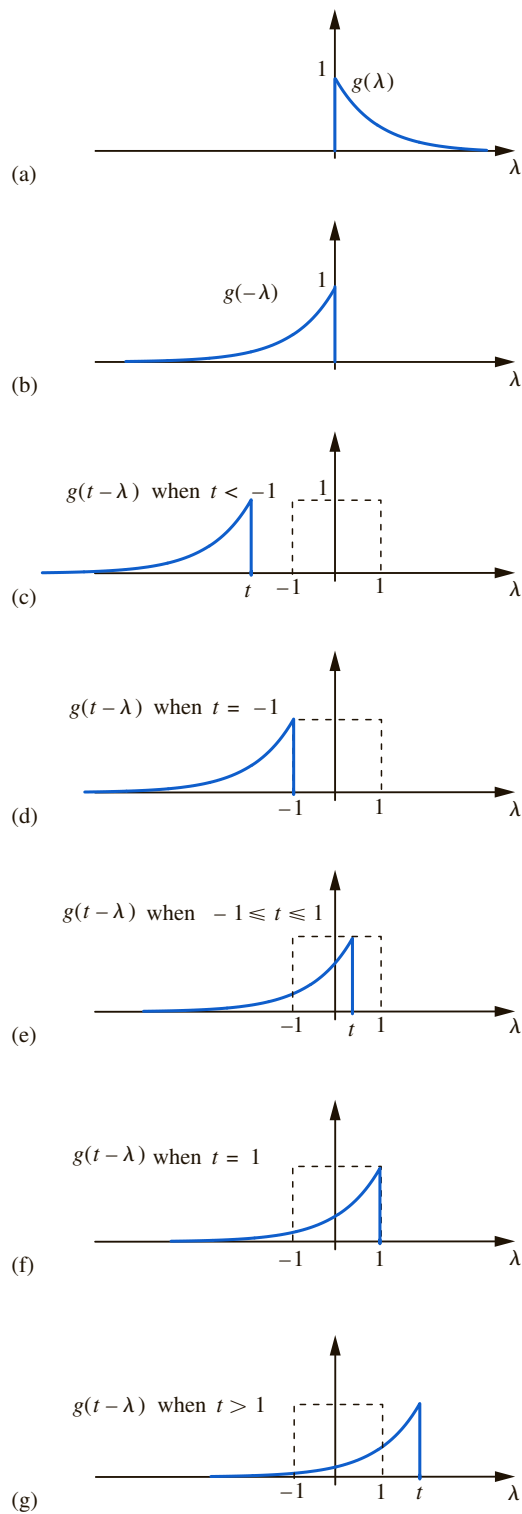 1
g(λ)
λ
(a)
1
g(−λ)
λ
(b)
g(t − λ) when t < −1
1
t −1 1 λ
(c)
g(t − λ) when t = −1
−1 1 λ
(d)
g(t − λ) when − 1 ⩽ t ⩽ 1
−1 t 1 λ
(e)
g(t − λ) when t = 1
−1 1 λ
(f)
g(t − λ) when t > 1
−1 1 t λ
(g)